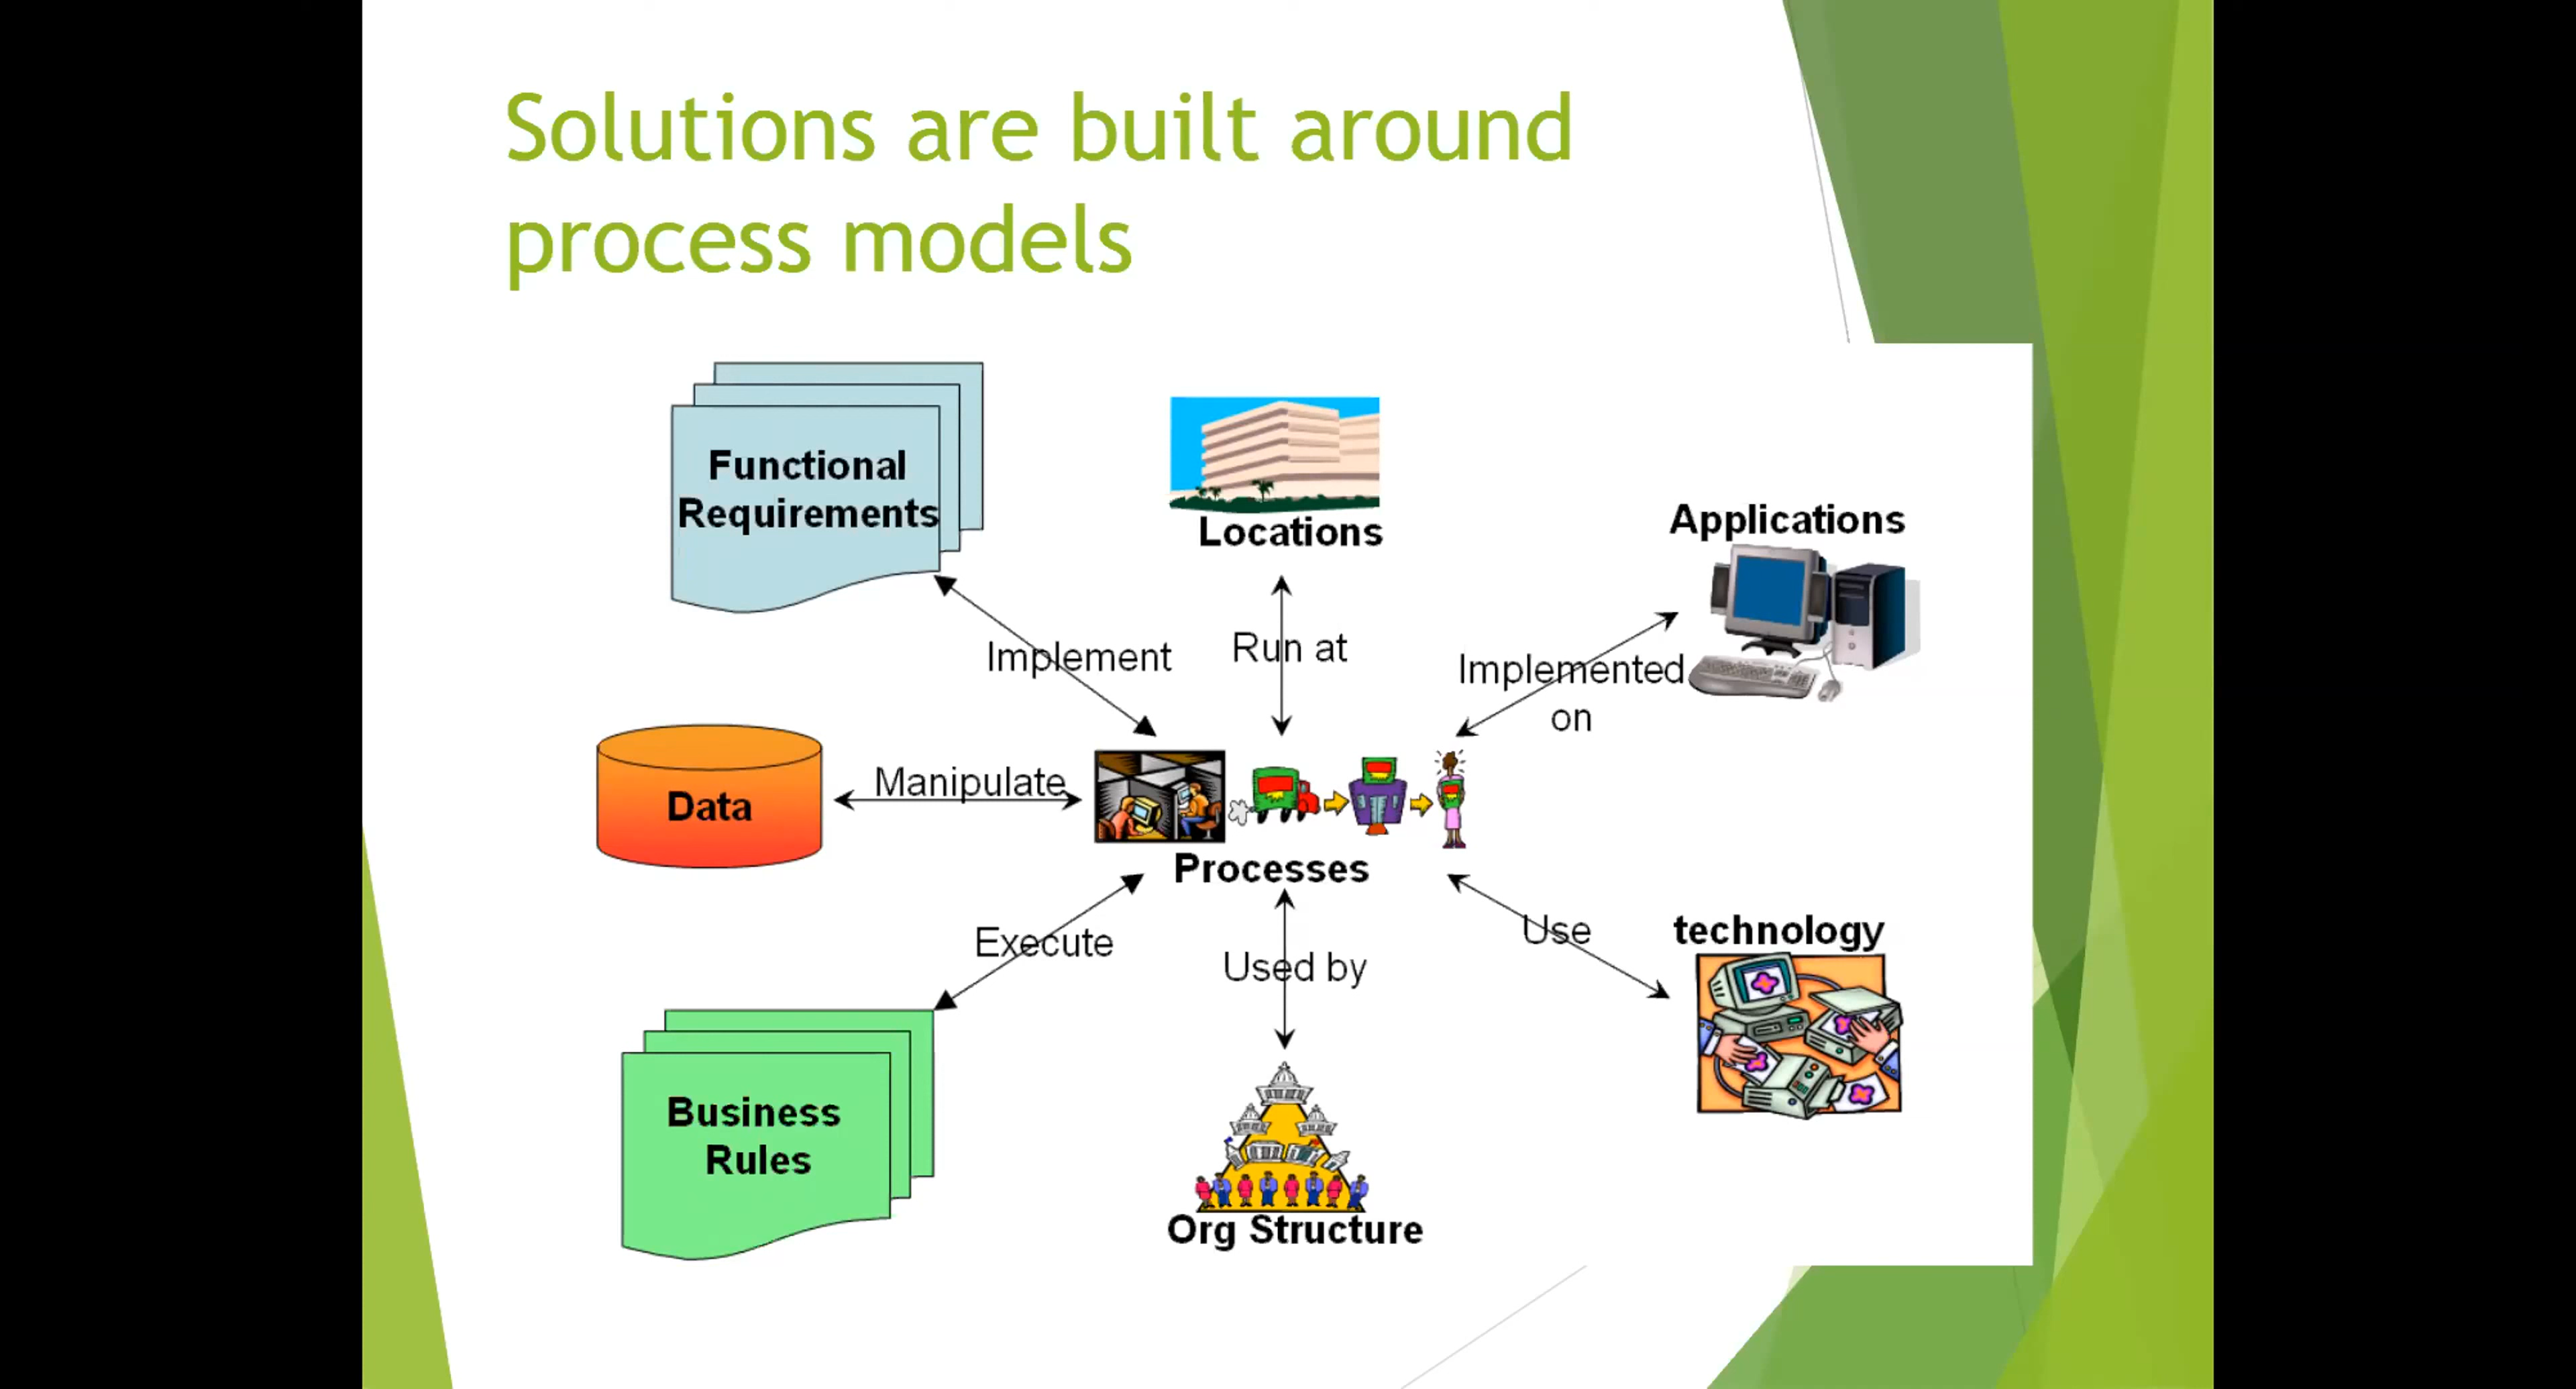 Solutions are built around
process models
Functional
Requirements
Locations
Applications
Implement
Run at
Implemented
on
Data
Manipulate
Processes
Execute
Used by
Use
technology
Business
Rules
Org Structure